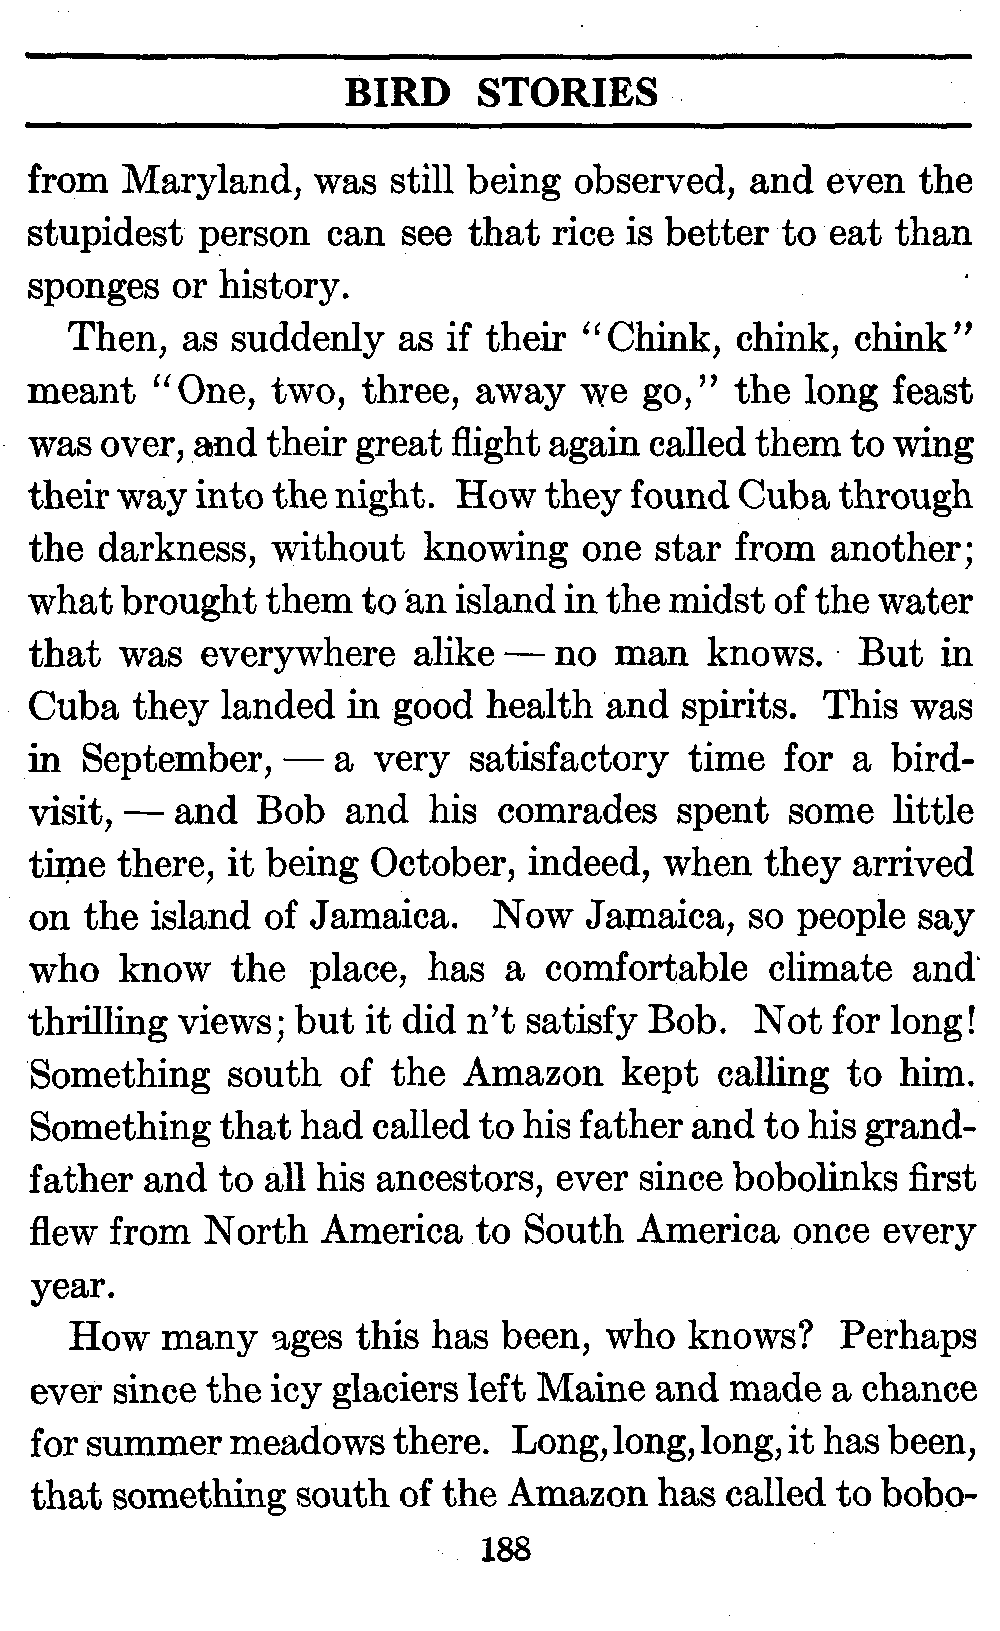 BIRD STORIES
from Maryland, was still being observed, and even the
stupidest person can see that rice is better to eat than
sponges or history.
Then, as suddenly as if their “Chink, chink, chink”
meant “One, two, three, away we go,” the long feast
was over, and their great flight again called them to wing
their way into the night. How they found Cuba through
the darkness, without knowing one star from another;
what brought them to an island in the midst of the water
that was everywhere alike — no man knows. But in
Cuba they landed in good health and spirits. This was
in September, — a very satisfactory time for a bird-
visit, — and Bob and his comrades spent some little
time there, it being October, indeed, when they arrived
on the island of Jamaica. Now Jamaica, so people say
who know the place, has a comfortable climate and
thrilling views; but it did n’t satisfy Bob. Not for long!
Something south of the Amazon kept calling to him.
Something that had called to his father and to his grand-
father and to all his ancestors, ever since bobolinks first
flew from North America to South America once every
year.
How many ages this has been, who knows? Perhaps
ever since the icy glaciers left Maine and made a chance
for summer meadows there. Long, long, long, it has been,
that something south of the Amazon has called to bobo-
188